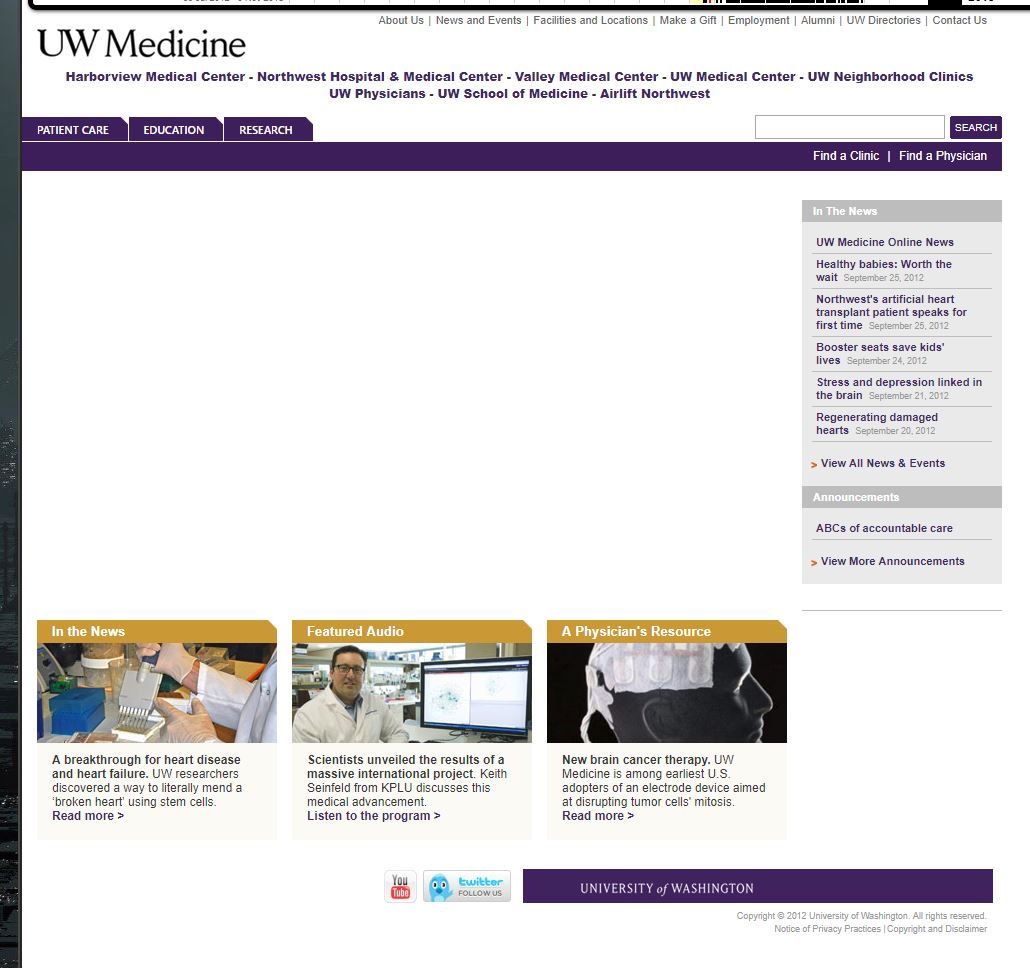 About Us | News and Events | Facilities and Locations | Make a Gift | Employment | Alumni | UW Directories | Contact Us
UW Medicine
Harborview Medical Center - Northwest Hospital & Medical Center - Valley Medical Center - UW Medical Center - UW Neighborhood Clinics
UW Physicians - UW School of Medicine - Airlift Northwest
PATIENT CARE EDUCATION RESEARCH SEARCH
Find a Clinic | Find a Physician
In The News
UW Medicine Online News
Healthy babies: Worth the
wait September 25, 2012
Northwest's artificial heart
transplant patient speaks for
first time September 25, 2012
Booster seats save kids'
lives September 24, 2012
Stress and depression linked in
the brain September 21, 2012
Regenerating damaged
hearts September 20, 2012
> View All News & Events
Announcements
ABCs of accountable care
> View More Announcements
In the News
A breakthrough for heart disease
and heart failure. UW researchers
discovered a way to literally mend a
‘broken heart’ using stem cells.
Read more >
Featured Audio
Scientists unveiled the results of a
massive international project. Keith
Seinfeld from KPLU discusses this
medical advancement.
Listen to the program >
A Physician's Resource
New brain cancer therapy. UW
Medicine is among earliest U.S.
adopters of an electrode device aimed
at disrupting tumor cells' mitosis.
Read more >
You
Tube
twitter
FOLLOW US
UNIVERSITY of WASHINGTON
Copyright © 2012 University of Washington. All rights reserved.
Notice of Privacy Practices | Copyright and Disclaimer